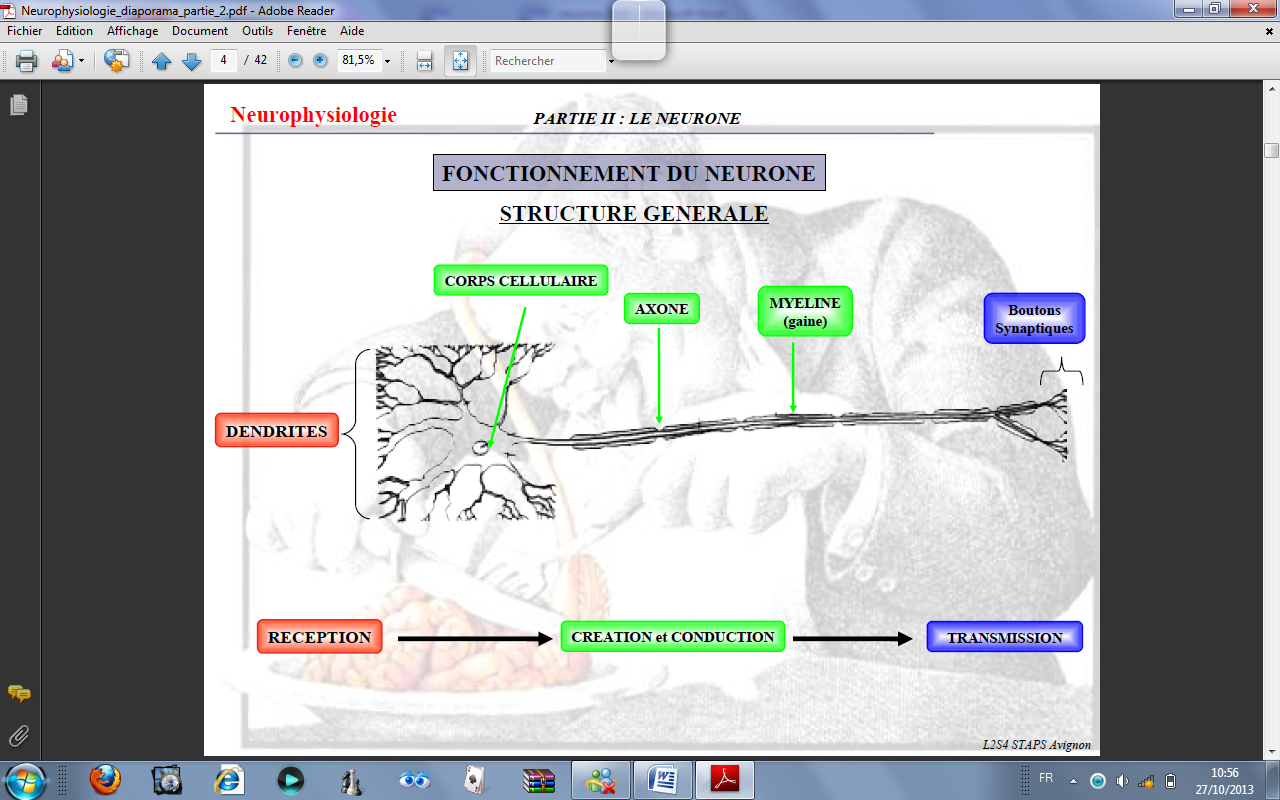 Neurophysiologie_diaporama_partie_2.pdf - Adobe Reader
Fichier Edition Affichage Document Outils Fenêtre Aide
4 / 42 81,5% Rechercher
Neurophysiologie
PARTIE II : LE NEURONE
FONCTIONNEMENT DU NEURONE
STRUCTURE GENERALE
CORPS CELLULAIRE
AXONE
MYELINE
(gaine)
Boutons
Synaptiques
DENDRITES
RECEPTION
CREATION et CONDUCTION
TRANSMISSION
L2S4 STAPS Avignon
FR
10:56
27/10/2013